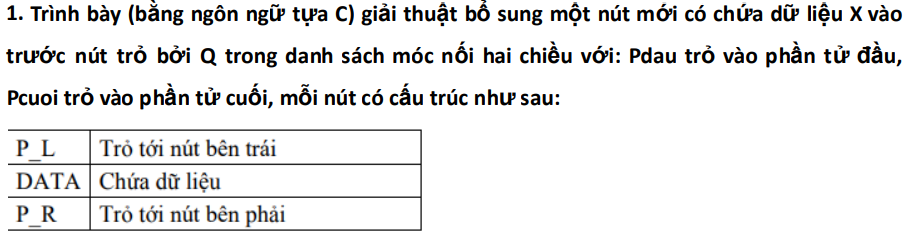 1. Trình bày (bằng ngôn ngữ tựa C) giải thuật bổ sung một nút mới có chứa dữ liệu X vào
trước nút trỏ bởi Q trong danh sách móc nối hai chiều với: Pdau trỏ vào phần tử đầu,
Pcuoi trỏ vào phần tử cuối, mỗi nút có cấu trúc như sau:
P_L Trỏ tới nút bên trái
DATA Chứa dữ liệu
P_R Trỏ tới nút bên phải